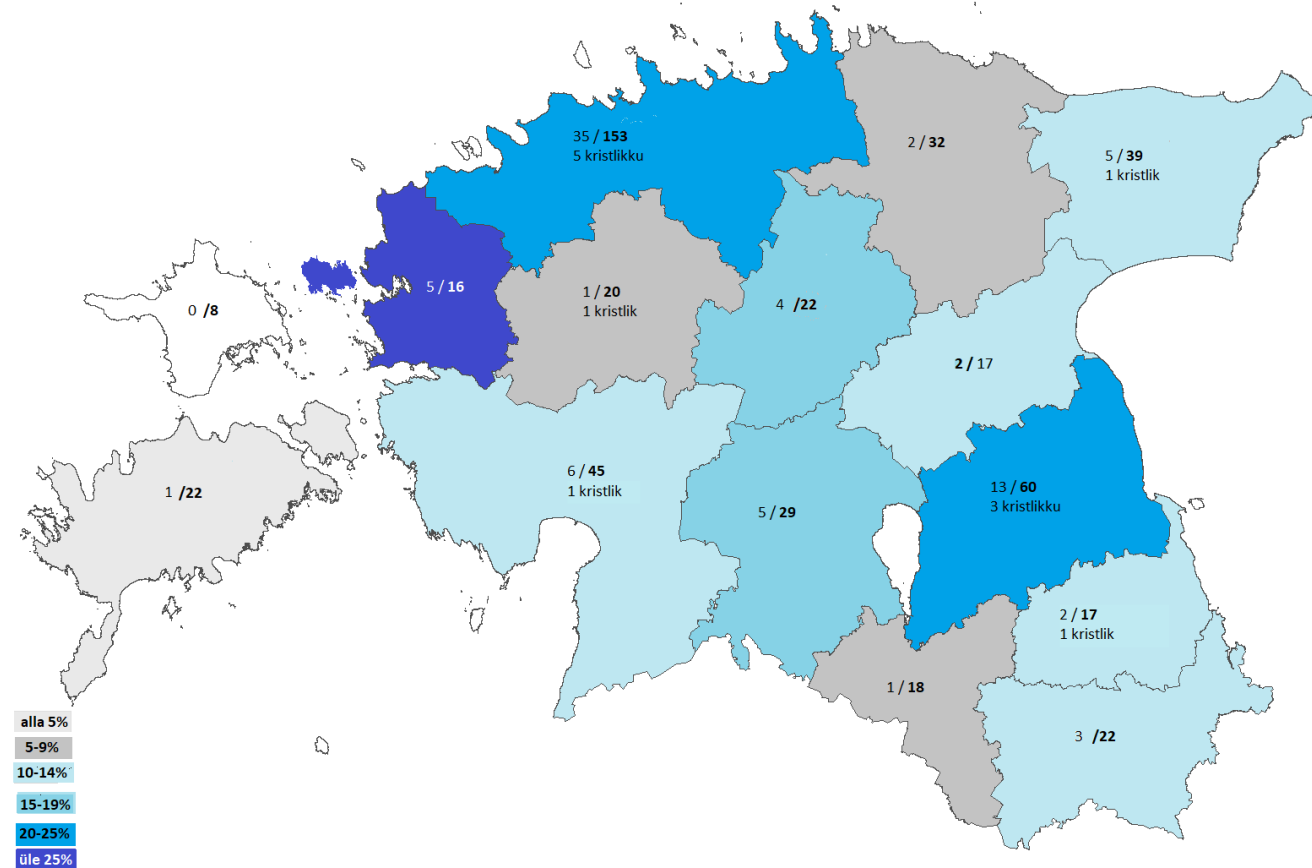 35 / 153
5 kristlikku
2 / 32
5 / 39
1 kristlik
5 / 16
1 / 20
1 kristlik
0 /8
4 /22
2 / 17
6 / 45
1 kristlik
1 /22
5 / 29
13 / 60
3 kristlikku
2 / 17
1 kristlik
1 / 18
3 /22
alla 5%
5-9%
10-14%
15-19%
20-25%
üle 25%